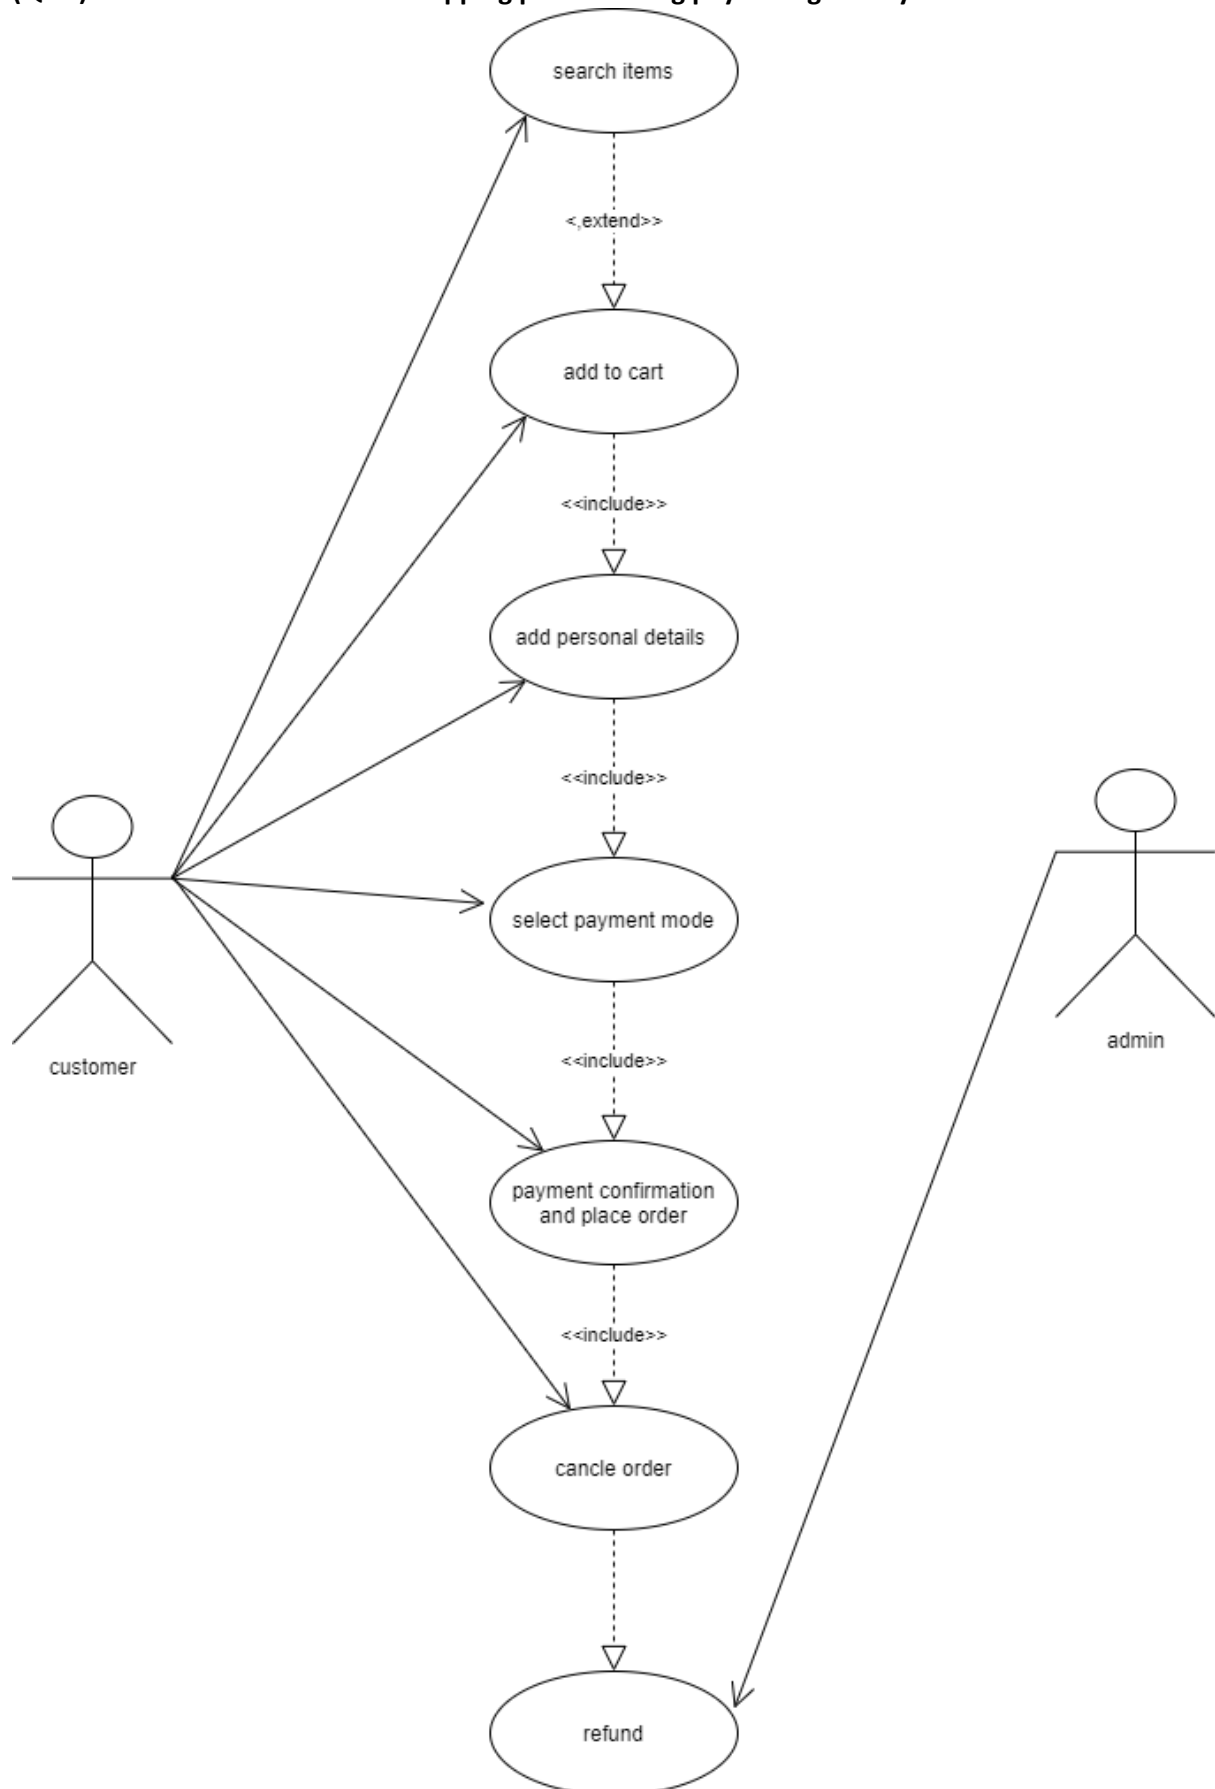 search items
<,extend>>
add to cart
<<include>>
add personal details
<<include>>
select payment mode
customer
admin
<<include>>
payment confirmation
and place order
<<include>>
cancle order
refund